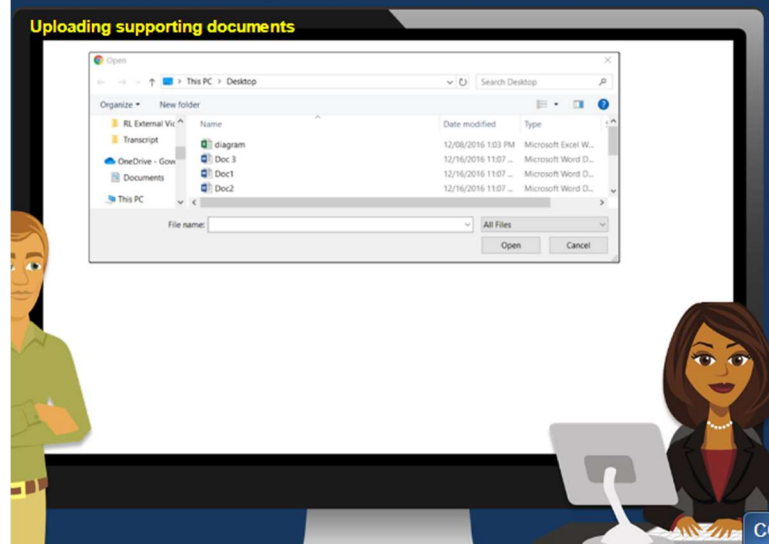 Uploading supporting documents
Open
This PC > Desktop
Search Desktop
Organize
New folder
Name
Date modified
Type
RL External Vic
Transcript
OneDrive - Gow
Documents
This PC
diagram 12/08/2016 1:03 PM Microsoft Excel W...
Doc 3 12/16/2016 11:07 ... Microsoft Word D...
Doc1 12/16/2016 11:07 ... Microsoft Word D...
Doc2 12/16/2016 11:07 ... Microsoft Word D...
File name:
All Files
Open
Cancel